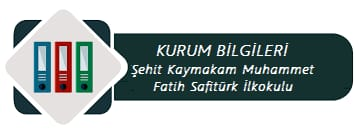 KURUM BİLGİLERİ
Şehit Kaymakam Muhammet
Fatih Safitürk İlkokulu